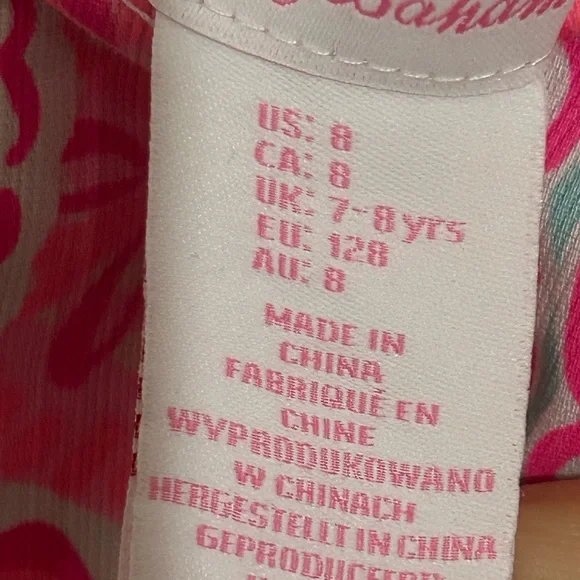 US: 8
CA: 8
UK: 7-8 yrs
EU: 128
AU: 8
MADE IN
CHINA
FABRIQUÉ EN
CHINE
WYPRODUKOWANO
W CHINACH
HERGESTELLT IN CHINA